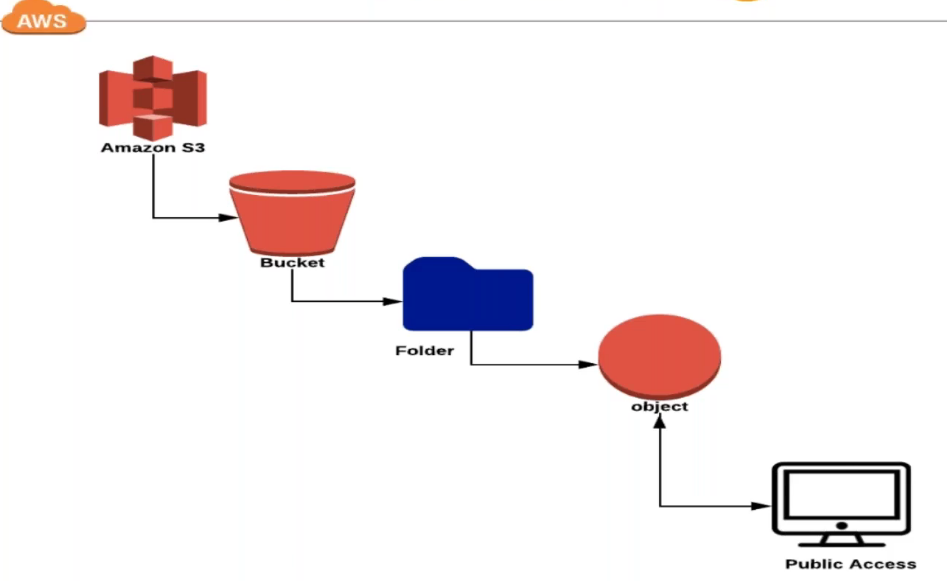 AWS
Amazon S3
Bucket
Folder
object
Public Access